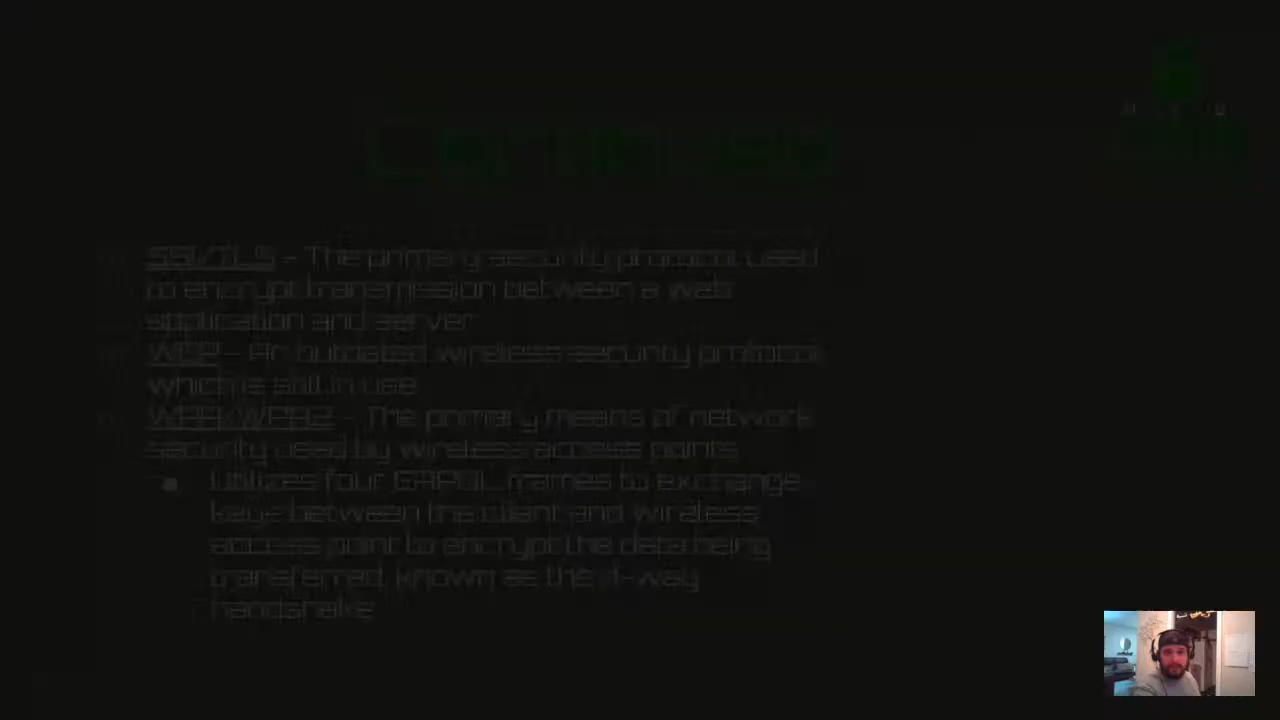 SSL/TLS - The primary security protocol used
to encrypt transmission between a web
application and server
WEP - An outdated wireless security protocol
which is still in use
WPA/WPA2 - The primary means of network
security used by wireless access points
Utilizes four EAPOL frames to exchange
keys between the client and wireless
access point to encrypt the data being
transferred, known as the 4-way
handshake